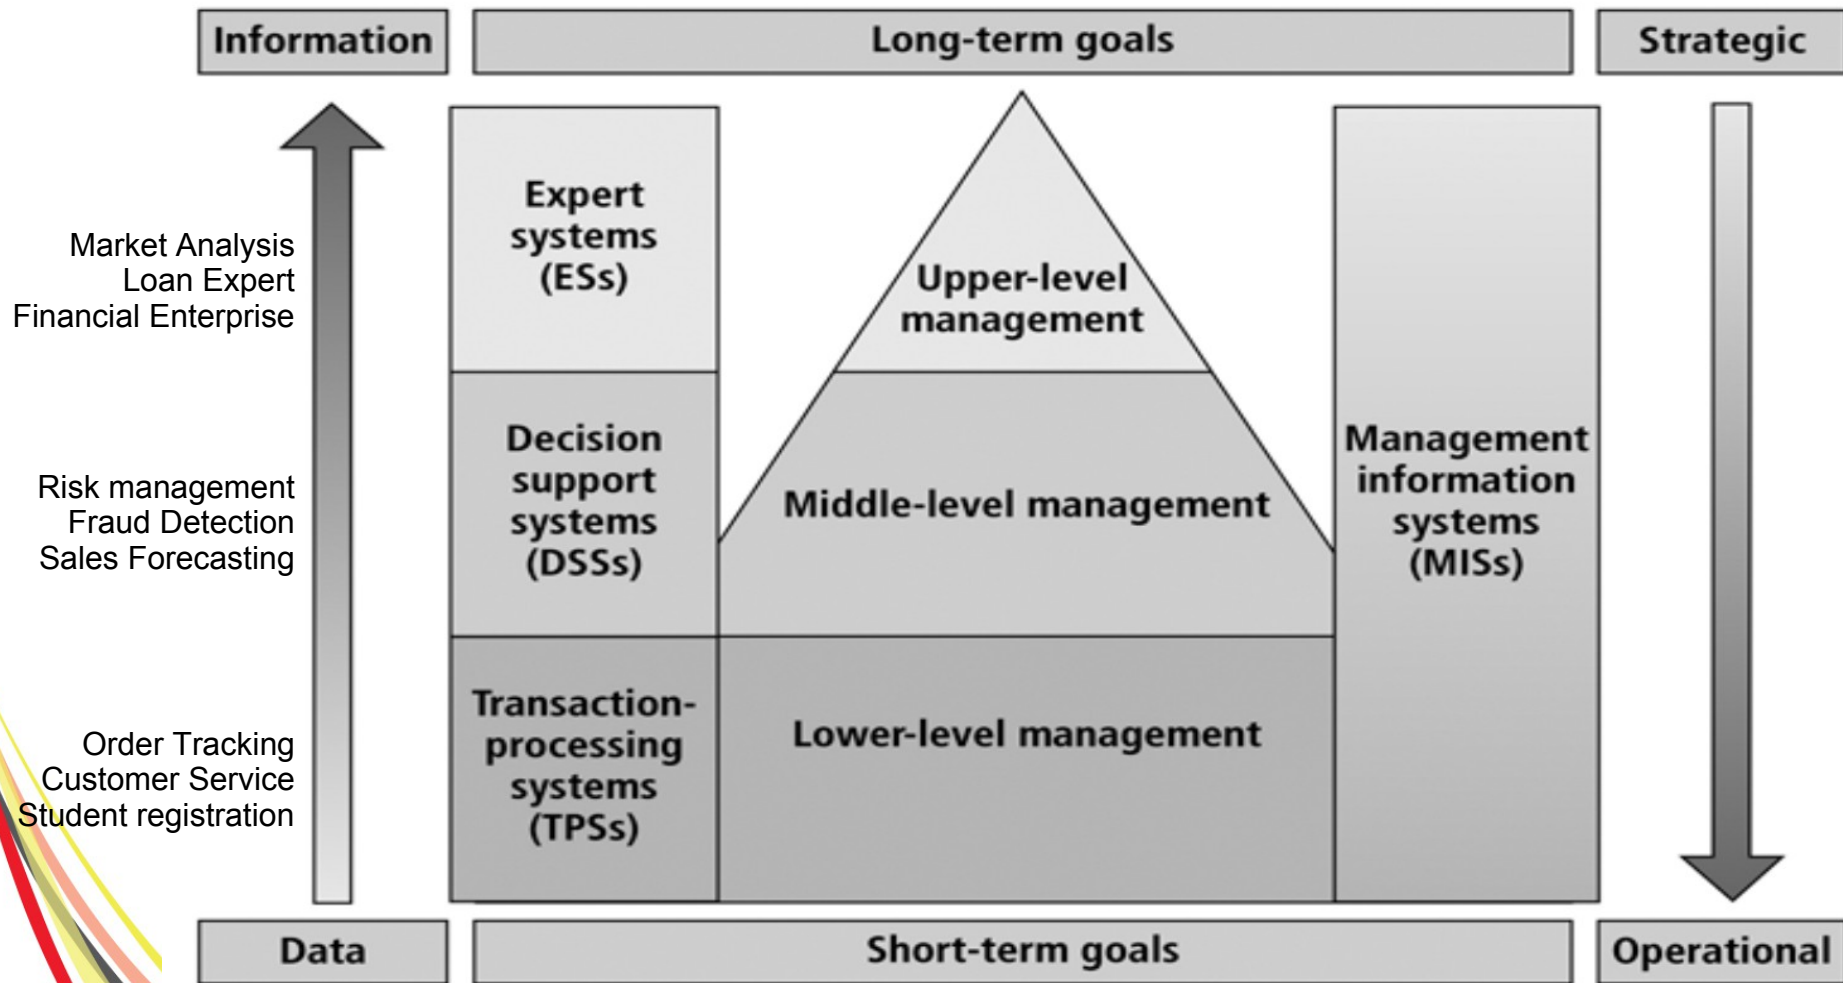 Information
Long-term goals
Strategic
Market Analysis
Loan Expert
Financial Enterprise
Expert
systems
(ESs)
Upper-level
management
Risk management
Fraud Detection
Sales Forecasting
Decision
support
systems
(DSSs)
Middle-level management
Management
information
systems
(MISs)
Order Tracking
Customer Service
Student registration
Transaction-
processing
systems
(TPSs)
Lower-level management
Data
Short-term goals
Operational